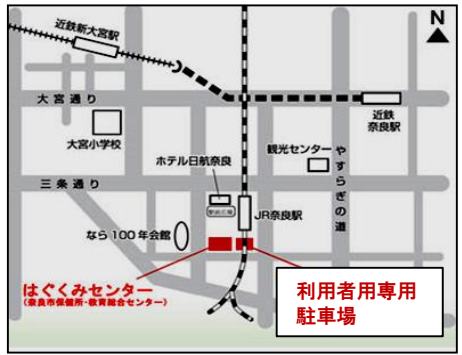 N
近鉄新大宮駅
大宮通り
近鉄
奈良駅
大宮小学校
観光センター
ホテル日航奈良
やすらぎの道
三条通り
JR奈良駅
なら100年会館
はぐくみセンター
(奈良市保健所・教育総合センター)
利用者用専用
駐車場